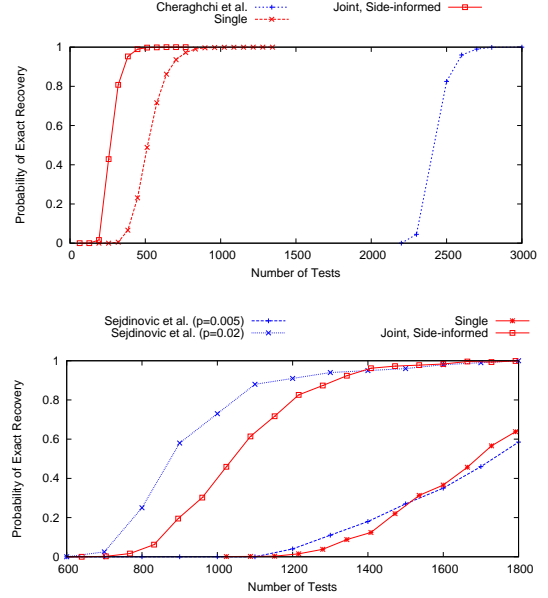 Cheraghchi et al.
Single
Joint, Side-informed
Probability of Exact Recovery
1
0.8
0.6
0.4
0.2
0
0 500 1000 1500 2000 2500 3000
Number of Tests
Sejdinovic et al. (p=0.005)
Sejdinovic et al. (p=0.02)
Single
Joint, Side-informed
Probability of Exact Recovery
1
0.8
0.6
0.4
0.2
0
600 800 1000 1200 1400 1600 1800
Number of Tests